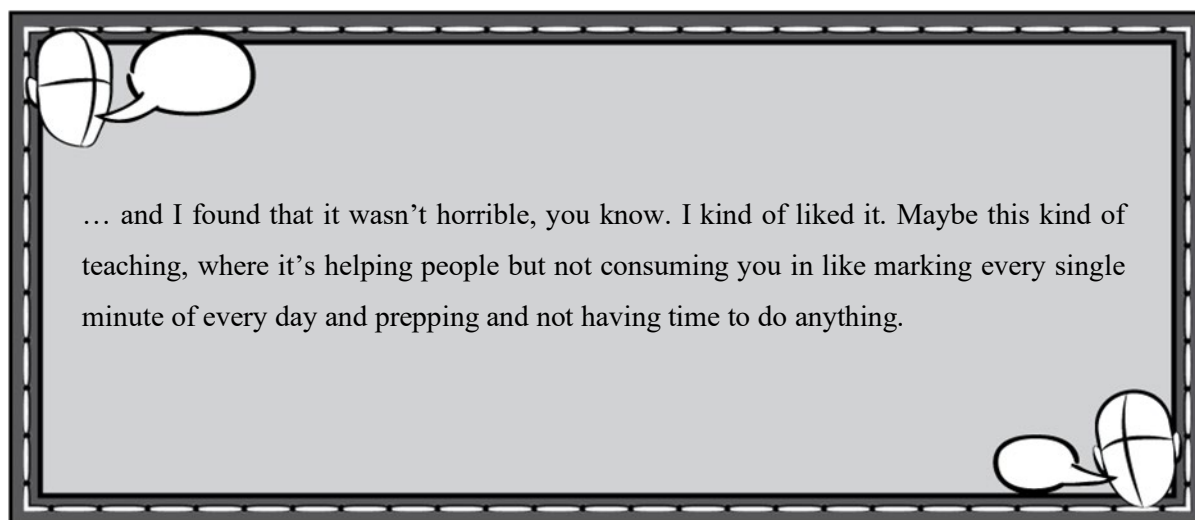 … and I found that it wasn’t horrible, you know. I kind of liked it. Maybe this kind of
teaching, where it’s helping people but not consuming you in like marking every single
minute of every day and prepping and not having time to do anything.